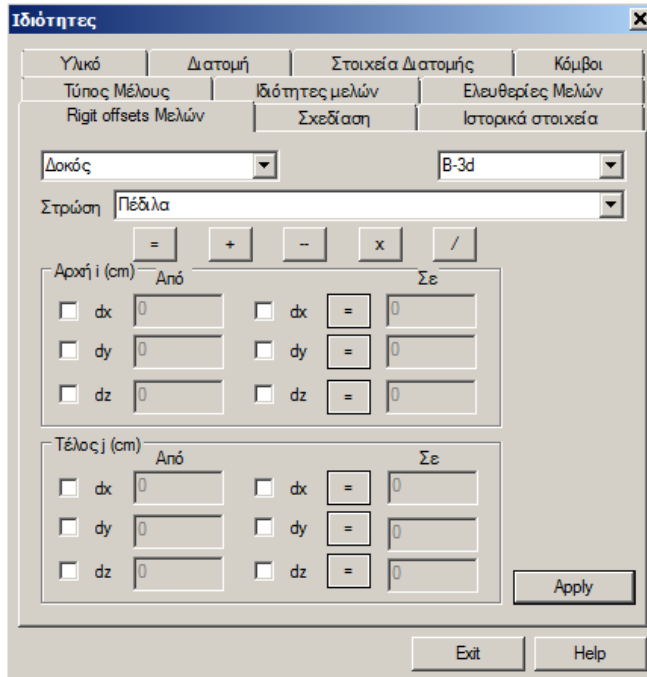 Ιδιότητες
Υλικό Διατομή Στοιχεία Διατομής Κόμβοι
Τύπος Μέλους Ιδιότητες μελών Ελευθερίες Μελών
Rigit offsets Μελών Σχεδίαση Ιστορικά στοιχεία
Δοκός B-3d
Στρώση Πέδιλα
= + -- x /
Αρχή i (cm) Από Σε
dx 0 dx = 0
dy 0 dy = 0
dz 0 dz = 0
Τέλος j (cm) Από Σε
dx 0 dx = 0
dy 0 dy = 0
dz 0 dz = 0
Apply
Exit Help